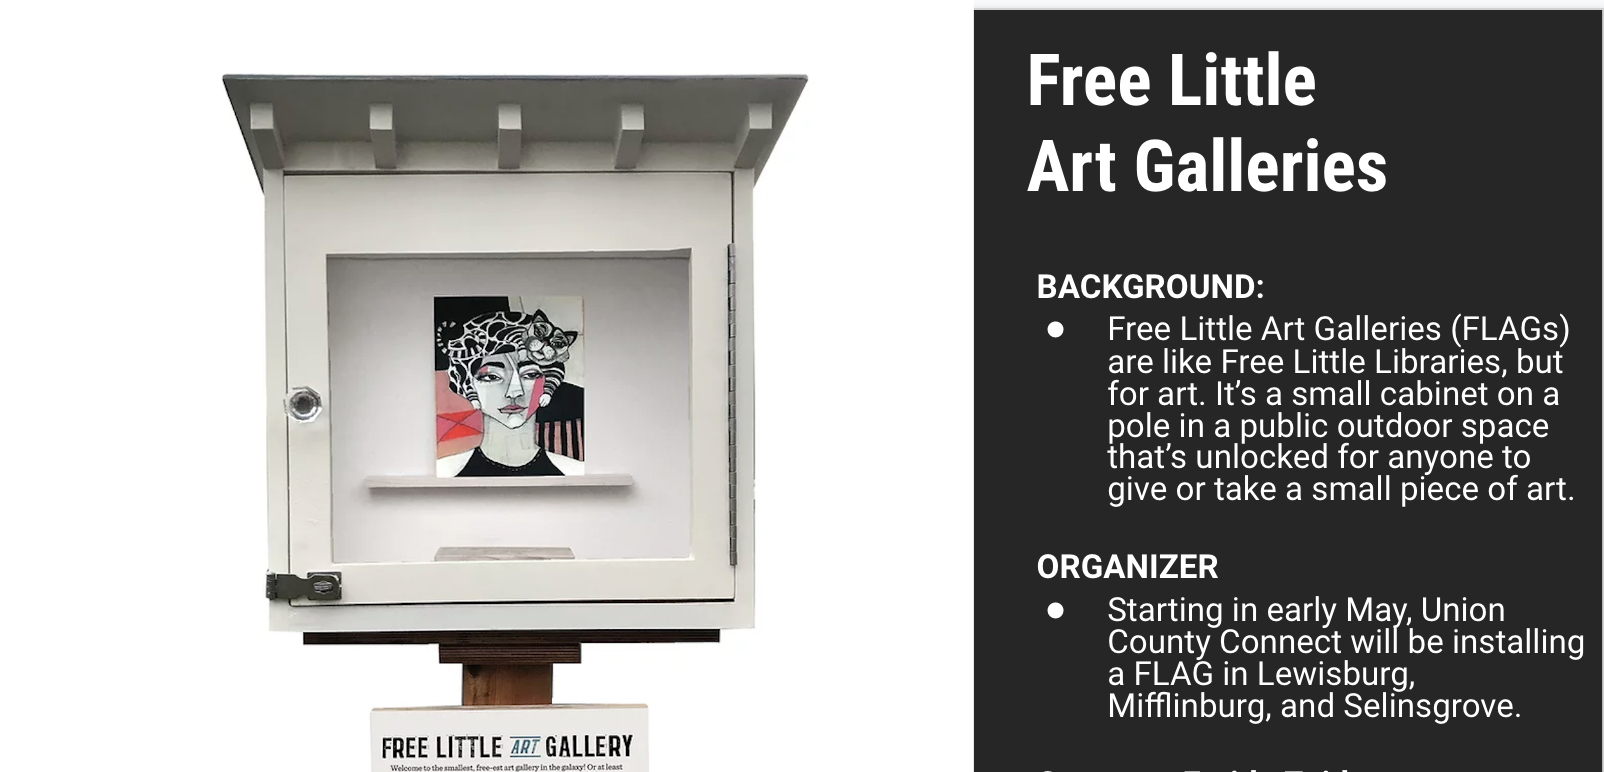 Free Little
Art Galleries
BACKGROUND:
● Free Little Art Galleries (FLAGs)
are like Free Little Libraries, but
for art. It’s a small cabinet on a
pole in a public outdoor space
that’s unlocked for anyone to
give or take a small piece of art.
ORGANIZER
● Starting in early May, Union
County Connect will be installing
a FLAG in Lewisburg,
Mifflinburg, and Selinsgrove.
FREE LITTLE ART GALLERY
Welcome to the smallest, free-est art gallery in the galaxy! Or at least